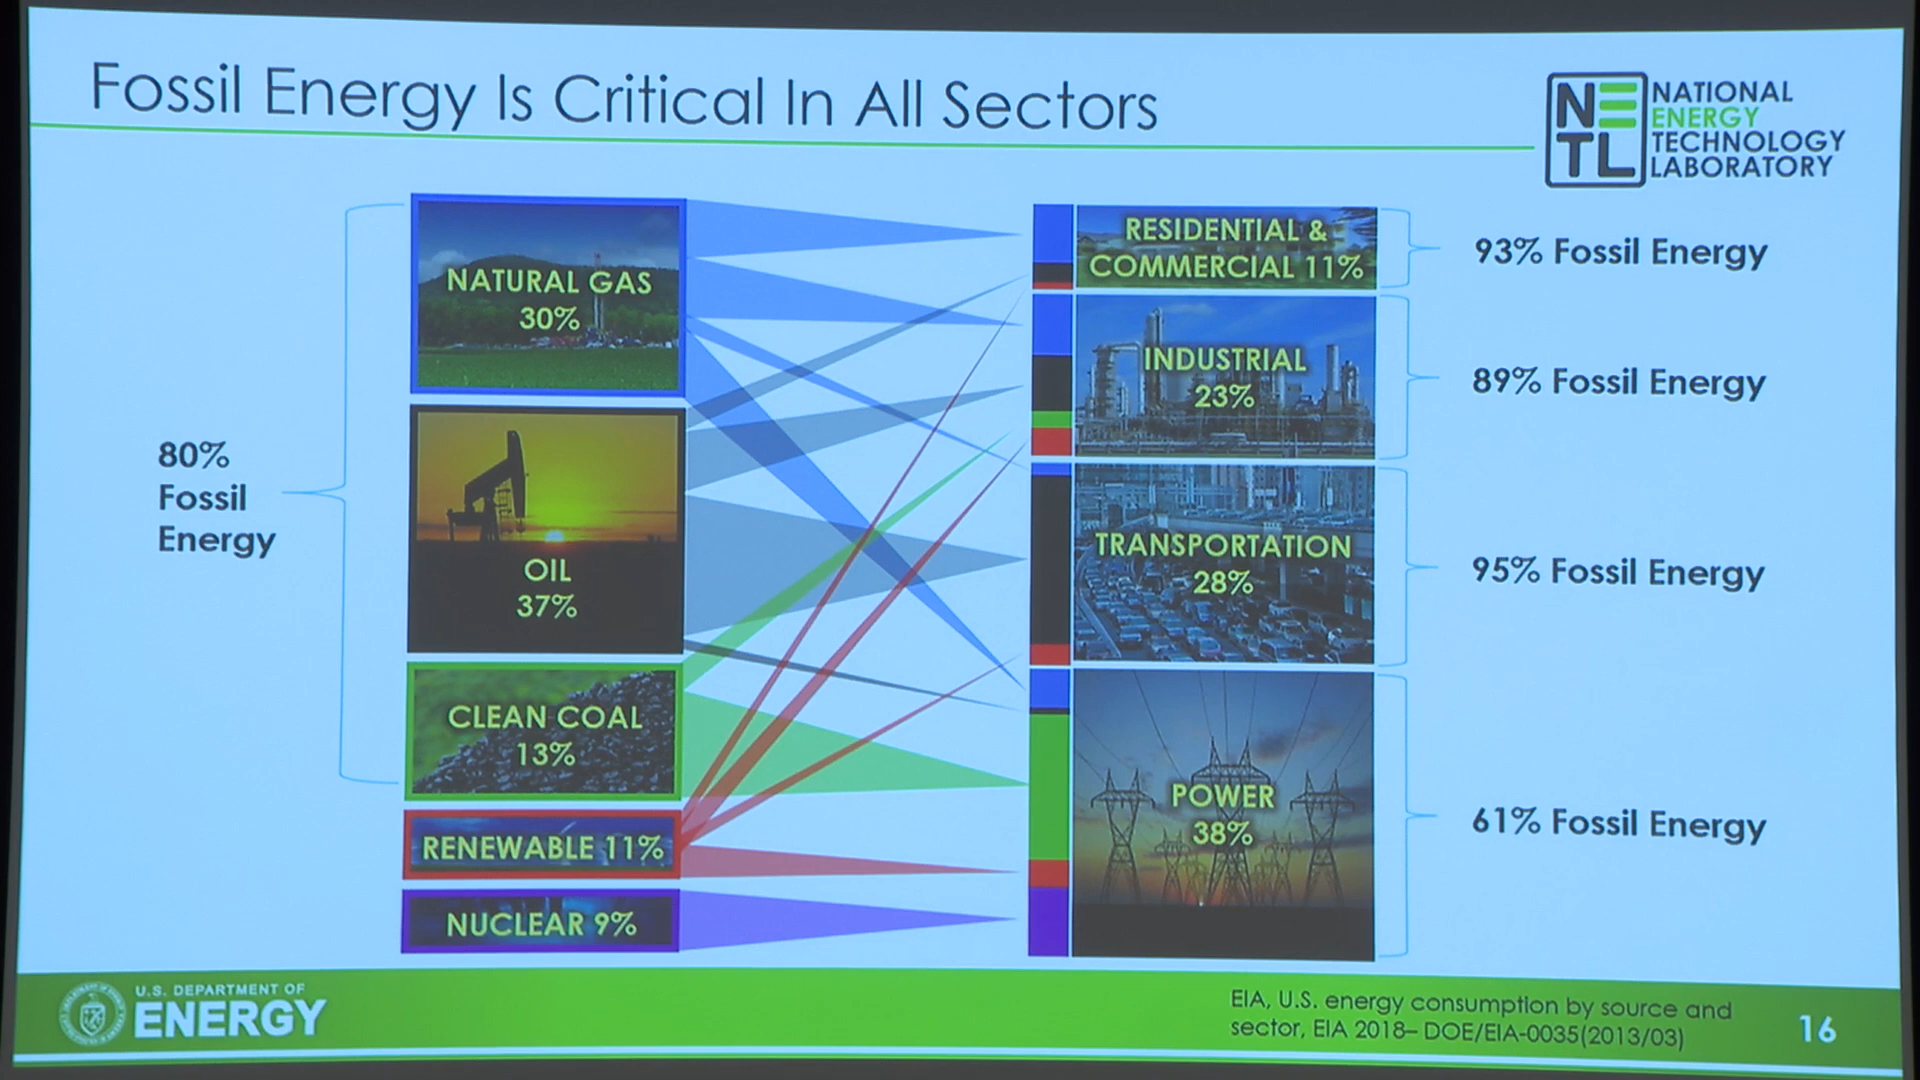 Fossil Energy Is Critical In All Sectors
NETL
NATIONAL
ENERGY
TECHNOLOGY
LABORATORY
80%
Fossil
Energy
NATURAL GAS
30%
OIL
37%
CLEAN COAL
13%
RENEWABLE 11%
NUCLEAR 9%
RESIDENTIAL &
COMMERCIAL 11%
INDUSTRIAL
23%
TRANSPORTATION
28%
POWER
38%
93% Fossil Energy
89% Fossil Energy
95% Fossil Energy
61% Fossil Energy
U.S. DEPARTMENT OF
ENERGY
EIA, U.S. energy consumption by source and
sector, EIA 2018– DOE/EIA-0035(2013/03)
16